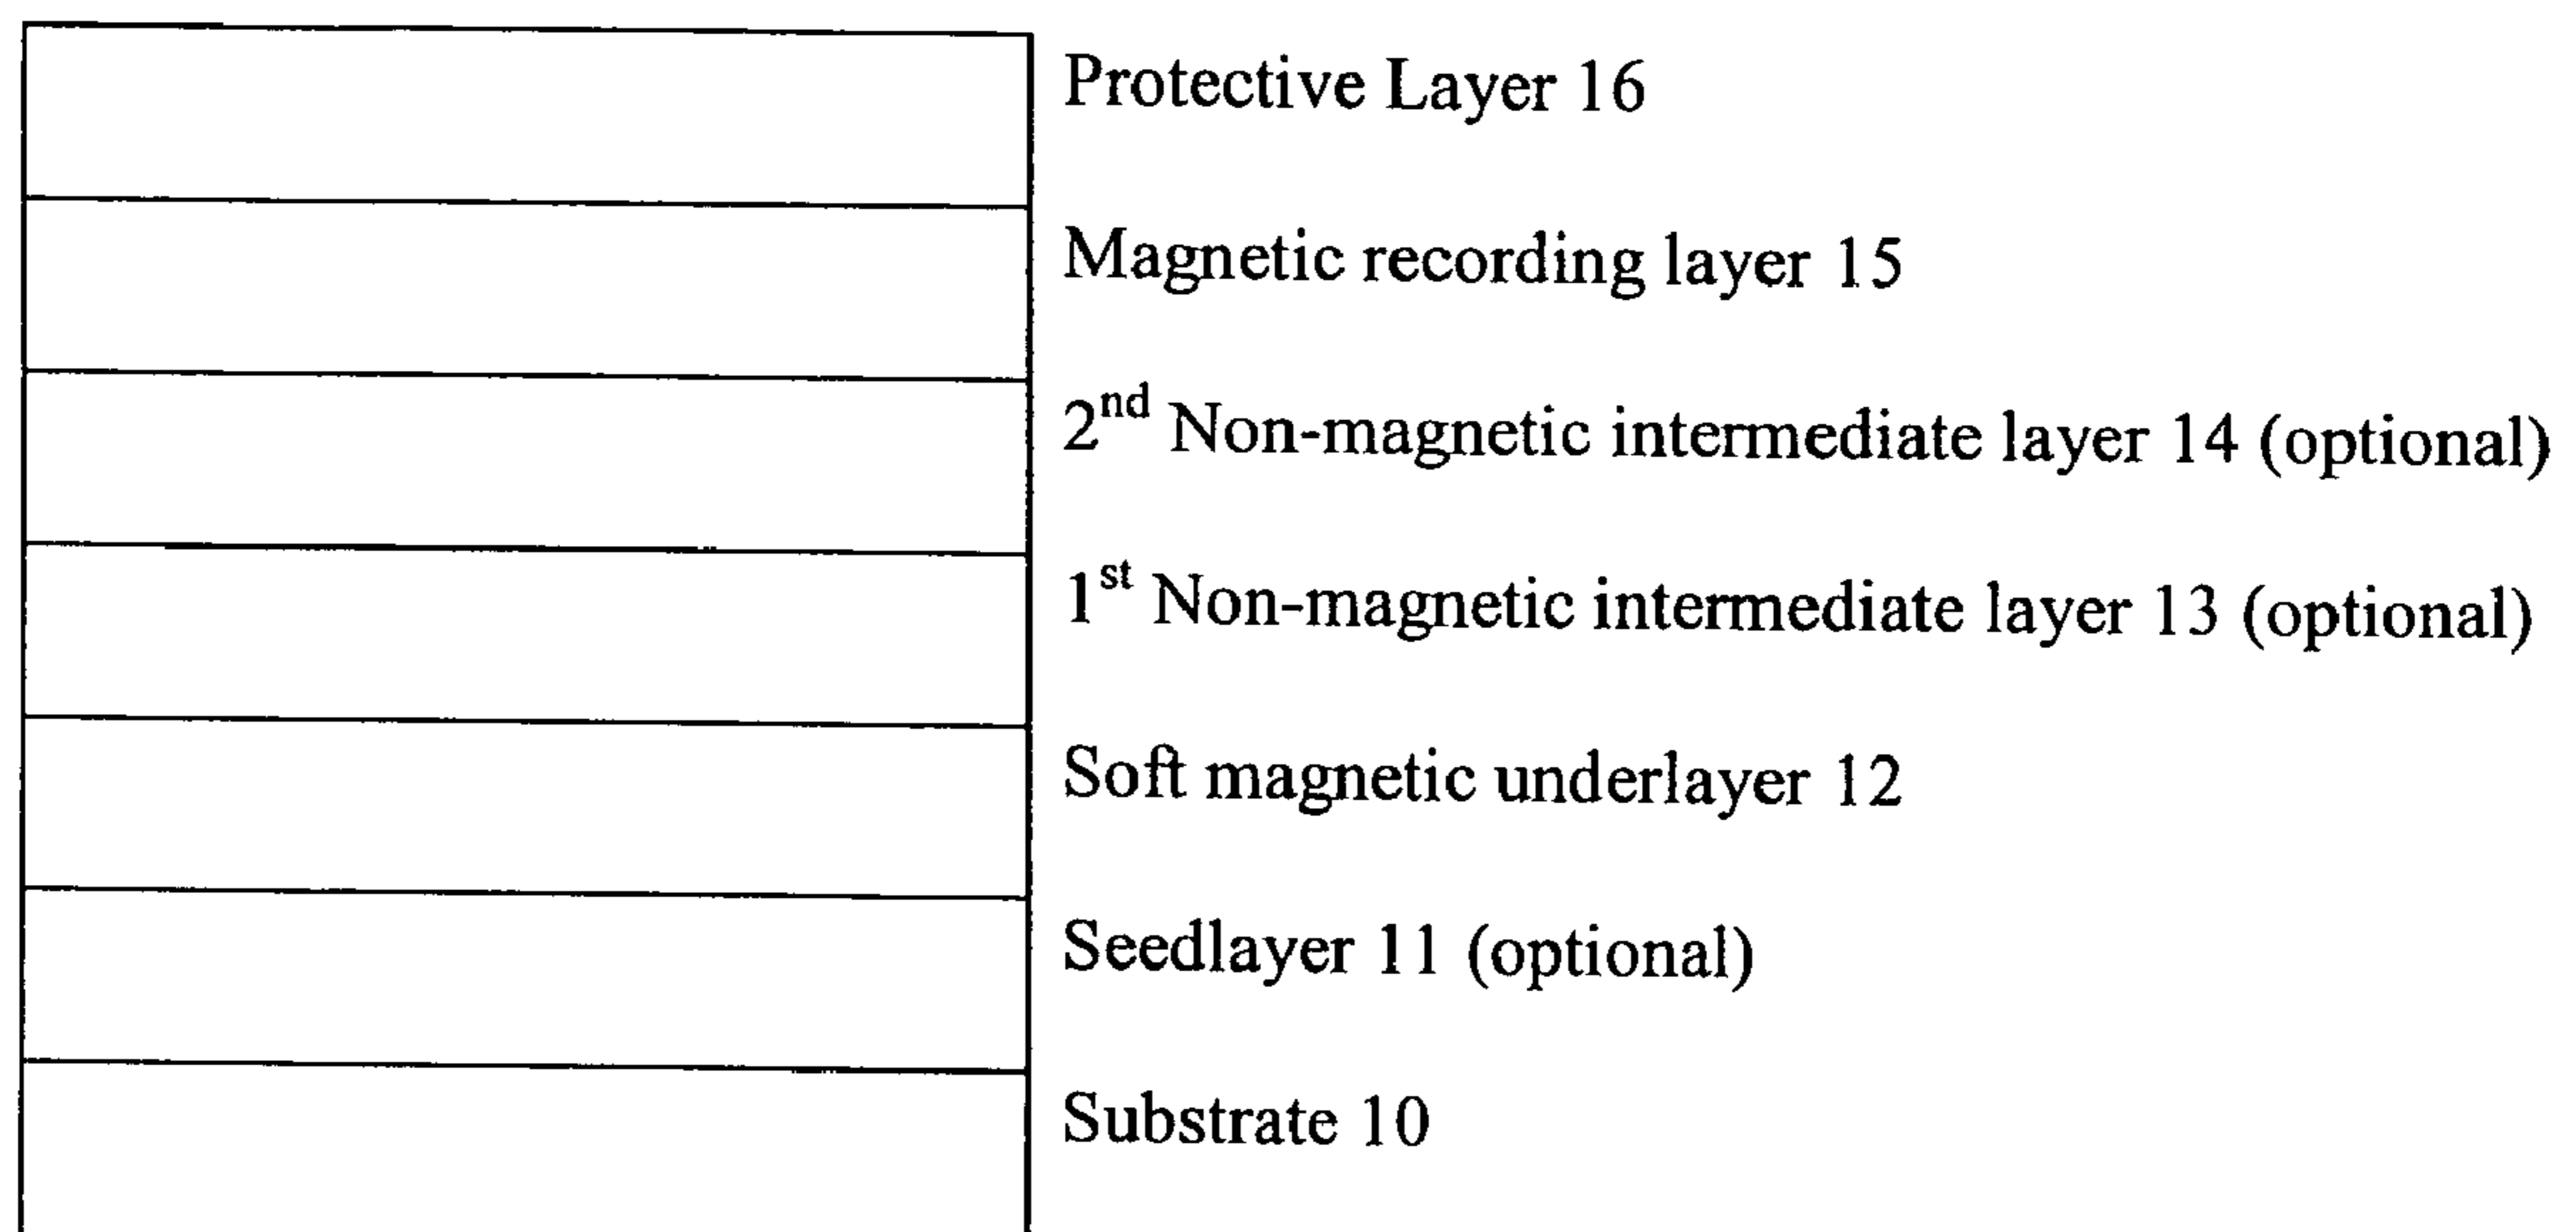 Protective Layer 16
Magnetic recording layer 15
2nd Non-magnetic intermediate layer 14 (optional)
1st Non-magnetic intermediate layer 13 (optional)
Soft magnetic underlayer 12
Seedlayer 11 (optional)
Substrate 10